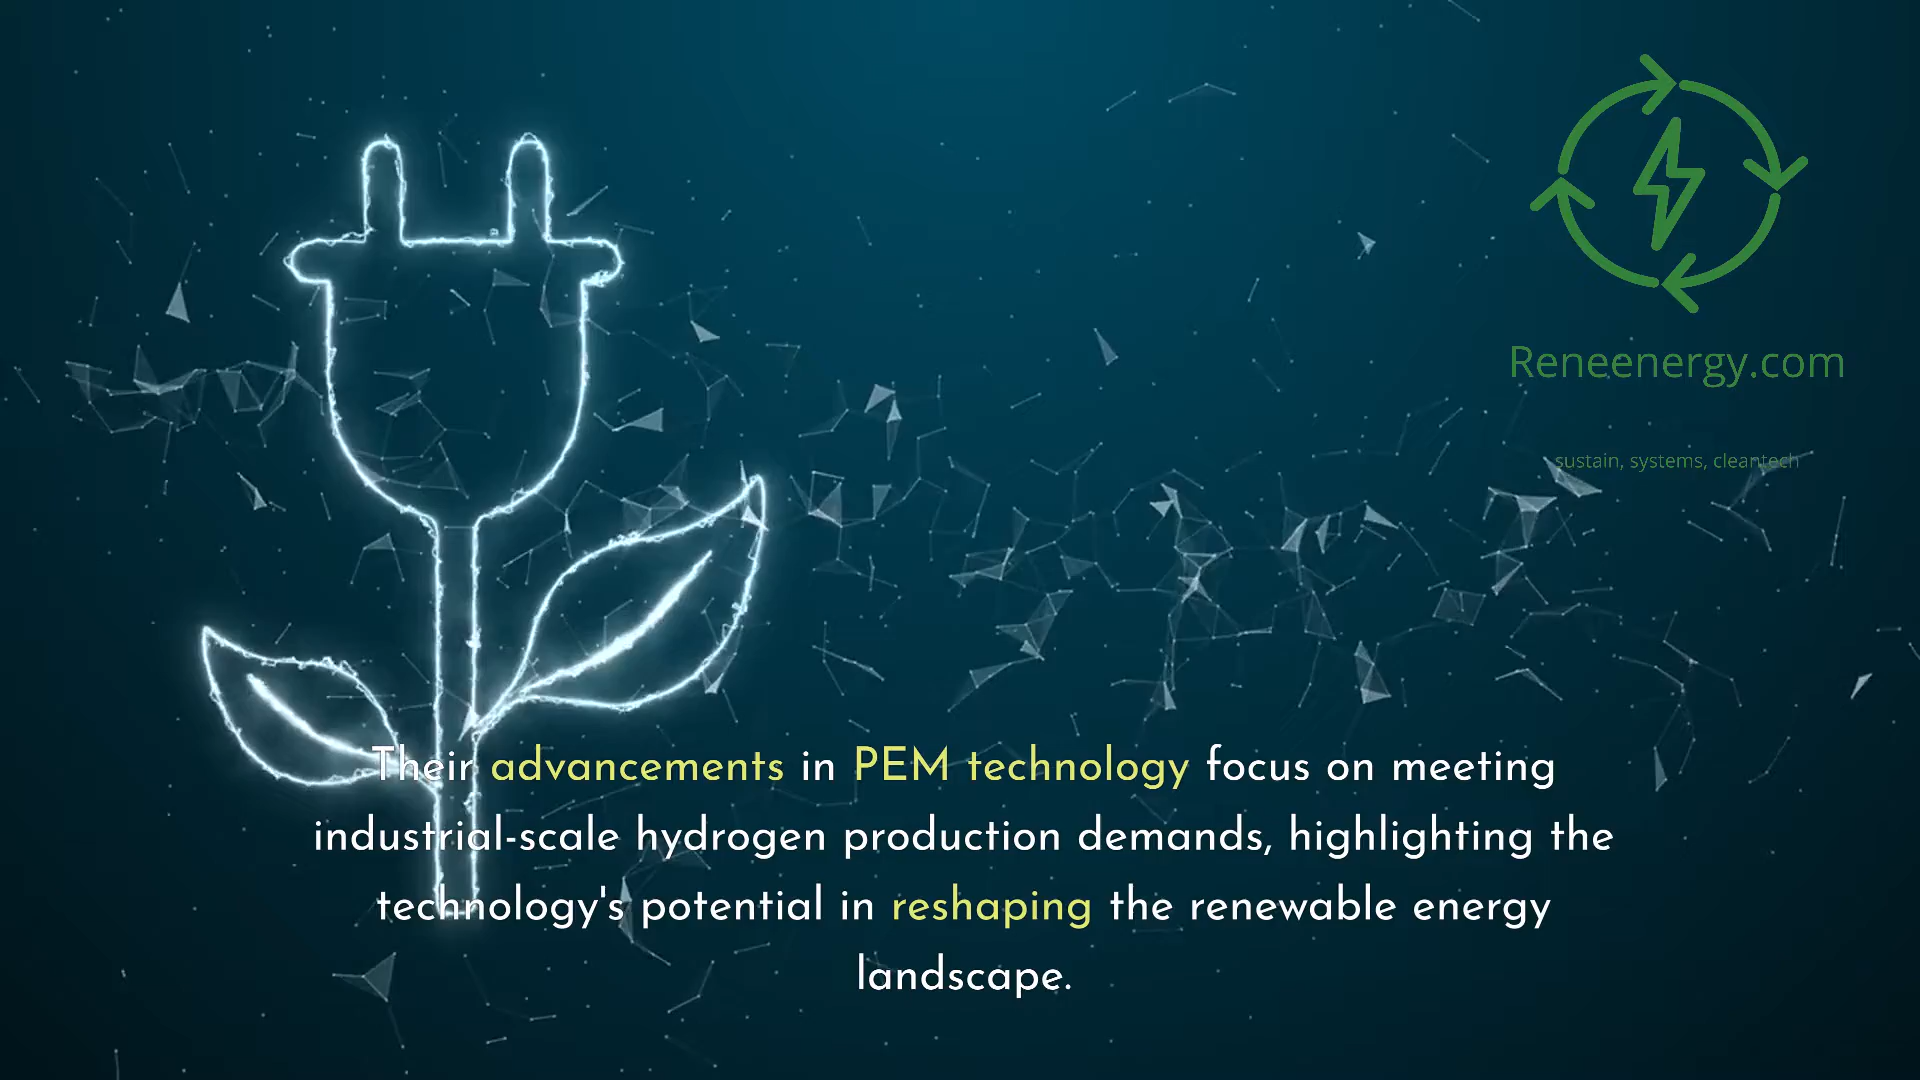 Reneenergy.com
sustain, systems, cleantech
Their advancements in PEM technology focus on meeting
industrial-scale hydrogen production demands, highlighting the
technology's potential in reshaping the renewable energy
landscape.